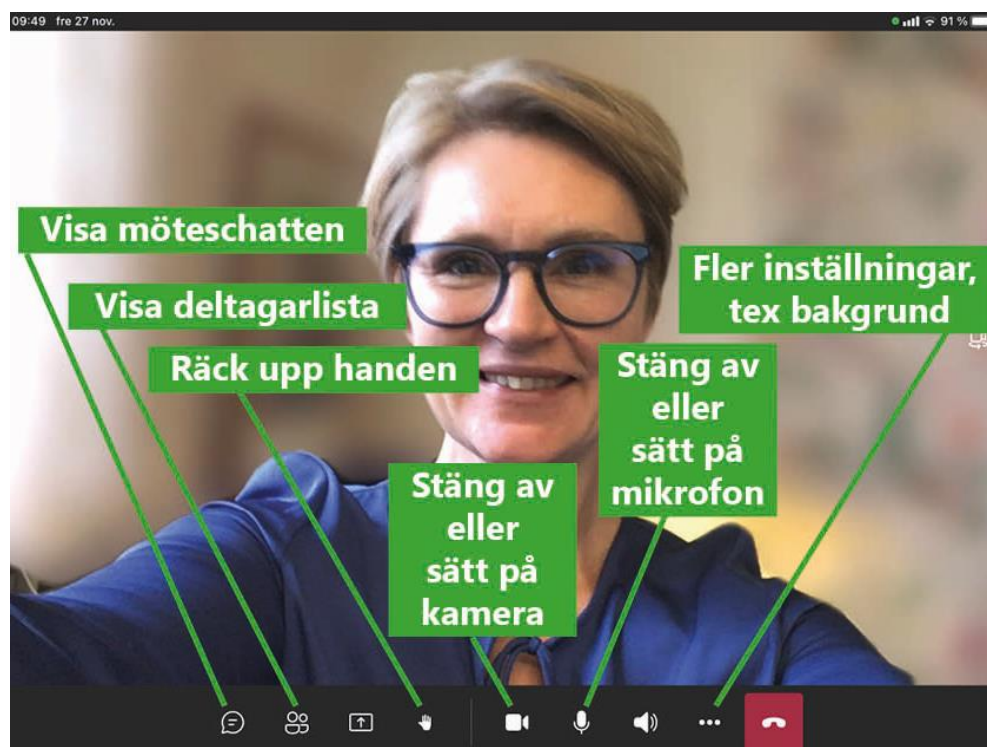 09:49 fre 27 nov.
91 %
Visa möteschatten
Visa deltagarlista
Räck upp handen
Stäng av
eller
sätt på
kamera
Stäng av
eller
sätt på
mikrofon
Fler inställningar,
tex bakgrund